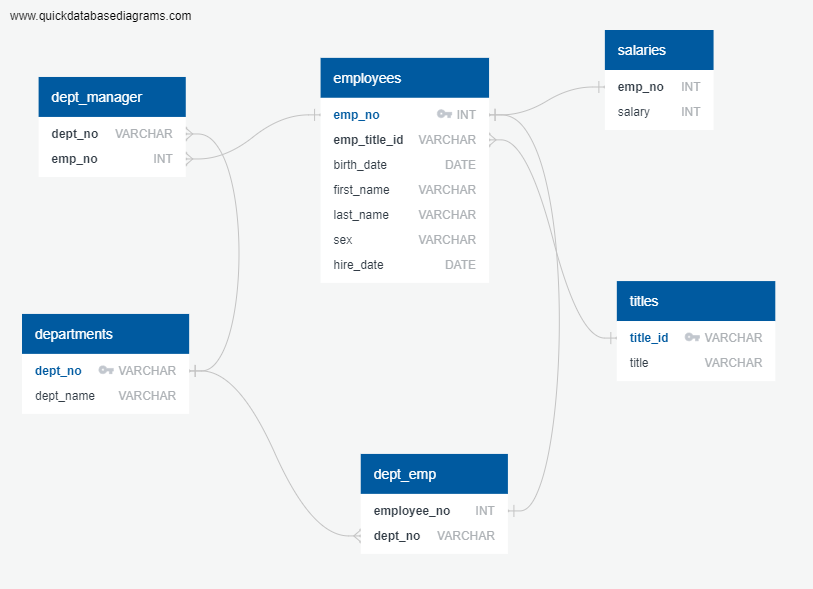 www.quickdatabasediagrams.com
dept_manager
dept_no VARCHAR
emp_no INT
employees
emp_no INT
emp_title_id VARCHAR
birth_date DATE
first_name VARCHAR
last_name VARCHAR
sex VARCHAR
hire_date DATE
salaries
emp_no INT
salary INT
departments
dept_no VARCHAR
dept_name VARCHAR
titles
title_id VARCHAR
title VARCHAR
dept_emp
employee_no INT
dept_no VARCHAR